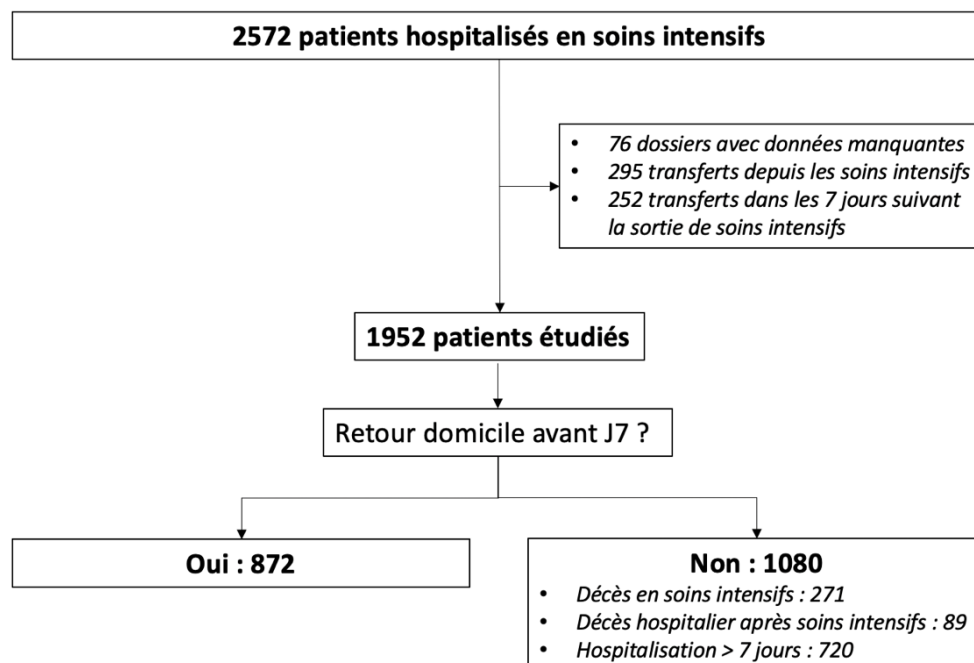 2572 patients hospitalisés en soins intensifs
• 76 dossiers avec données manquantes
• 295 transferts depuis les soins intensifs
• 252 transferts dans les 7 jours suivant
la sortie de soins intensifs
1952 patients étudiés
Retour domicile avant J7 ?
Oui : 872
Non : 1080
• Décès en soins intensifs : 271
• Décès hospitalier après soins intensifs : 89
• Hospitalisation > 7 jours : 720